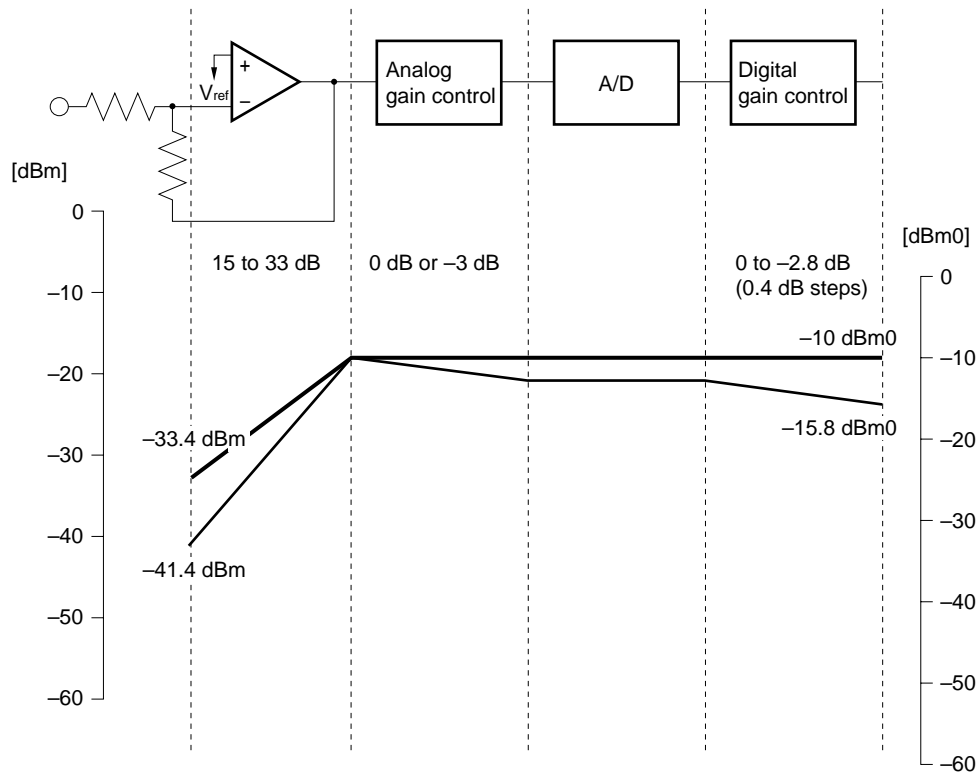 +
Vref
–
Analog
gain control
A/D
Digital
gain control
[dBm]
0
–10
–20
–30
–40
–50
–60
15 to 33 dB
0 dB or –3 dB
0 to –2.8 dB
(0.4 dB steps)
–33.4 dBm
–41.4 dBm
–10 dBm0
–15.8 dBm0
[dBm0]
0
–10
–20
–30
–40
–50
–60